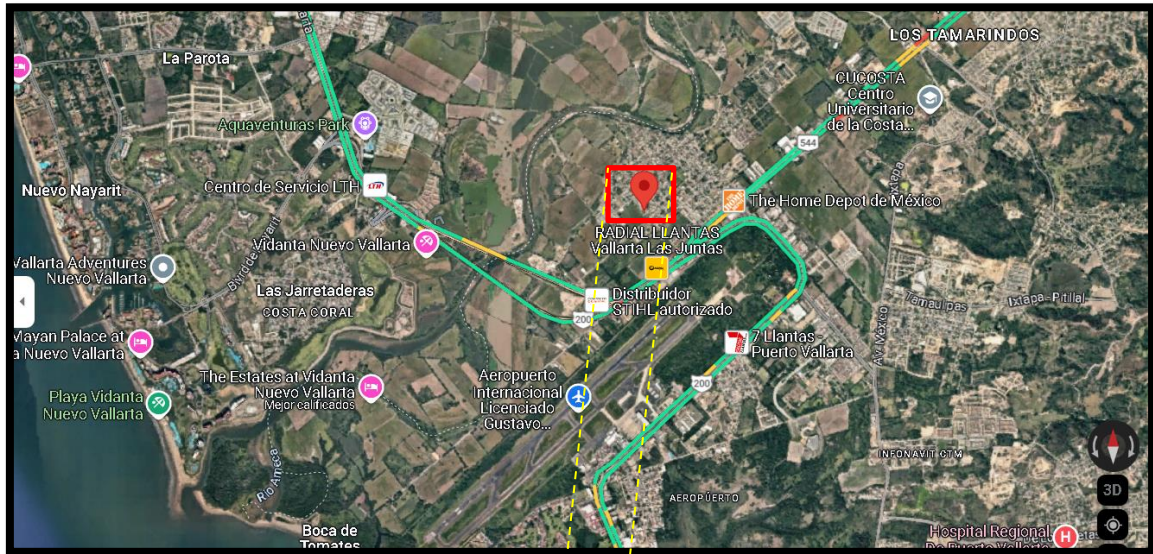 LOS TAMARINDOS
La Parota
CUCOSTA
Centro
Universitario
de la Costa...
Aquaventuras Park
544
Ixtapa
Nuevo Nayarit
Centro de Servicio LTH
LTH
The Home Depot de México
RADIAL LLANTAS
Vallarta Las Juntas
Vidanta Nuevo Vallarta
Vallarta Adventures
Nuevo Vallarta
Las Jarretaderas
COSTA CORAL
Distribuidor
STIHL autorizado
200
Tamaulipas
Ixtapa-Pitillal
Av México
Mayan Palace at
a Nuevo Vallarta
7 Llantas -
Puerto Vallarta
The Estates at Vidanta
Nuevo Vallarta
Mejor calificados
Aeropuerto
Internacional
Licenciado
Gustavo...
200
Playa Vidanta
Nuevo Vallarta
INFONAVIT CTM
Río Ameca
3D
AEROPUERTO
Boca de
Tomates
Hospital Regional
H